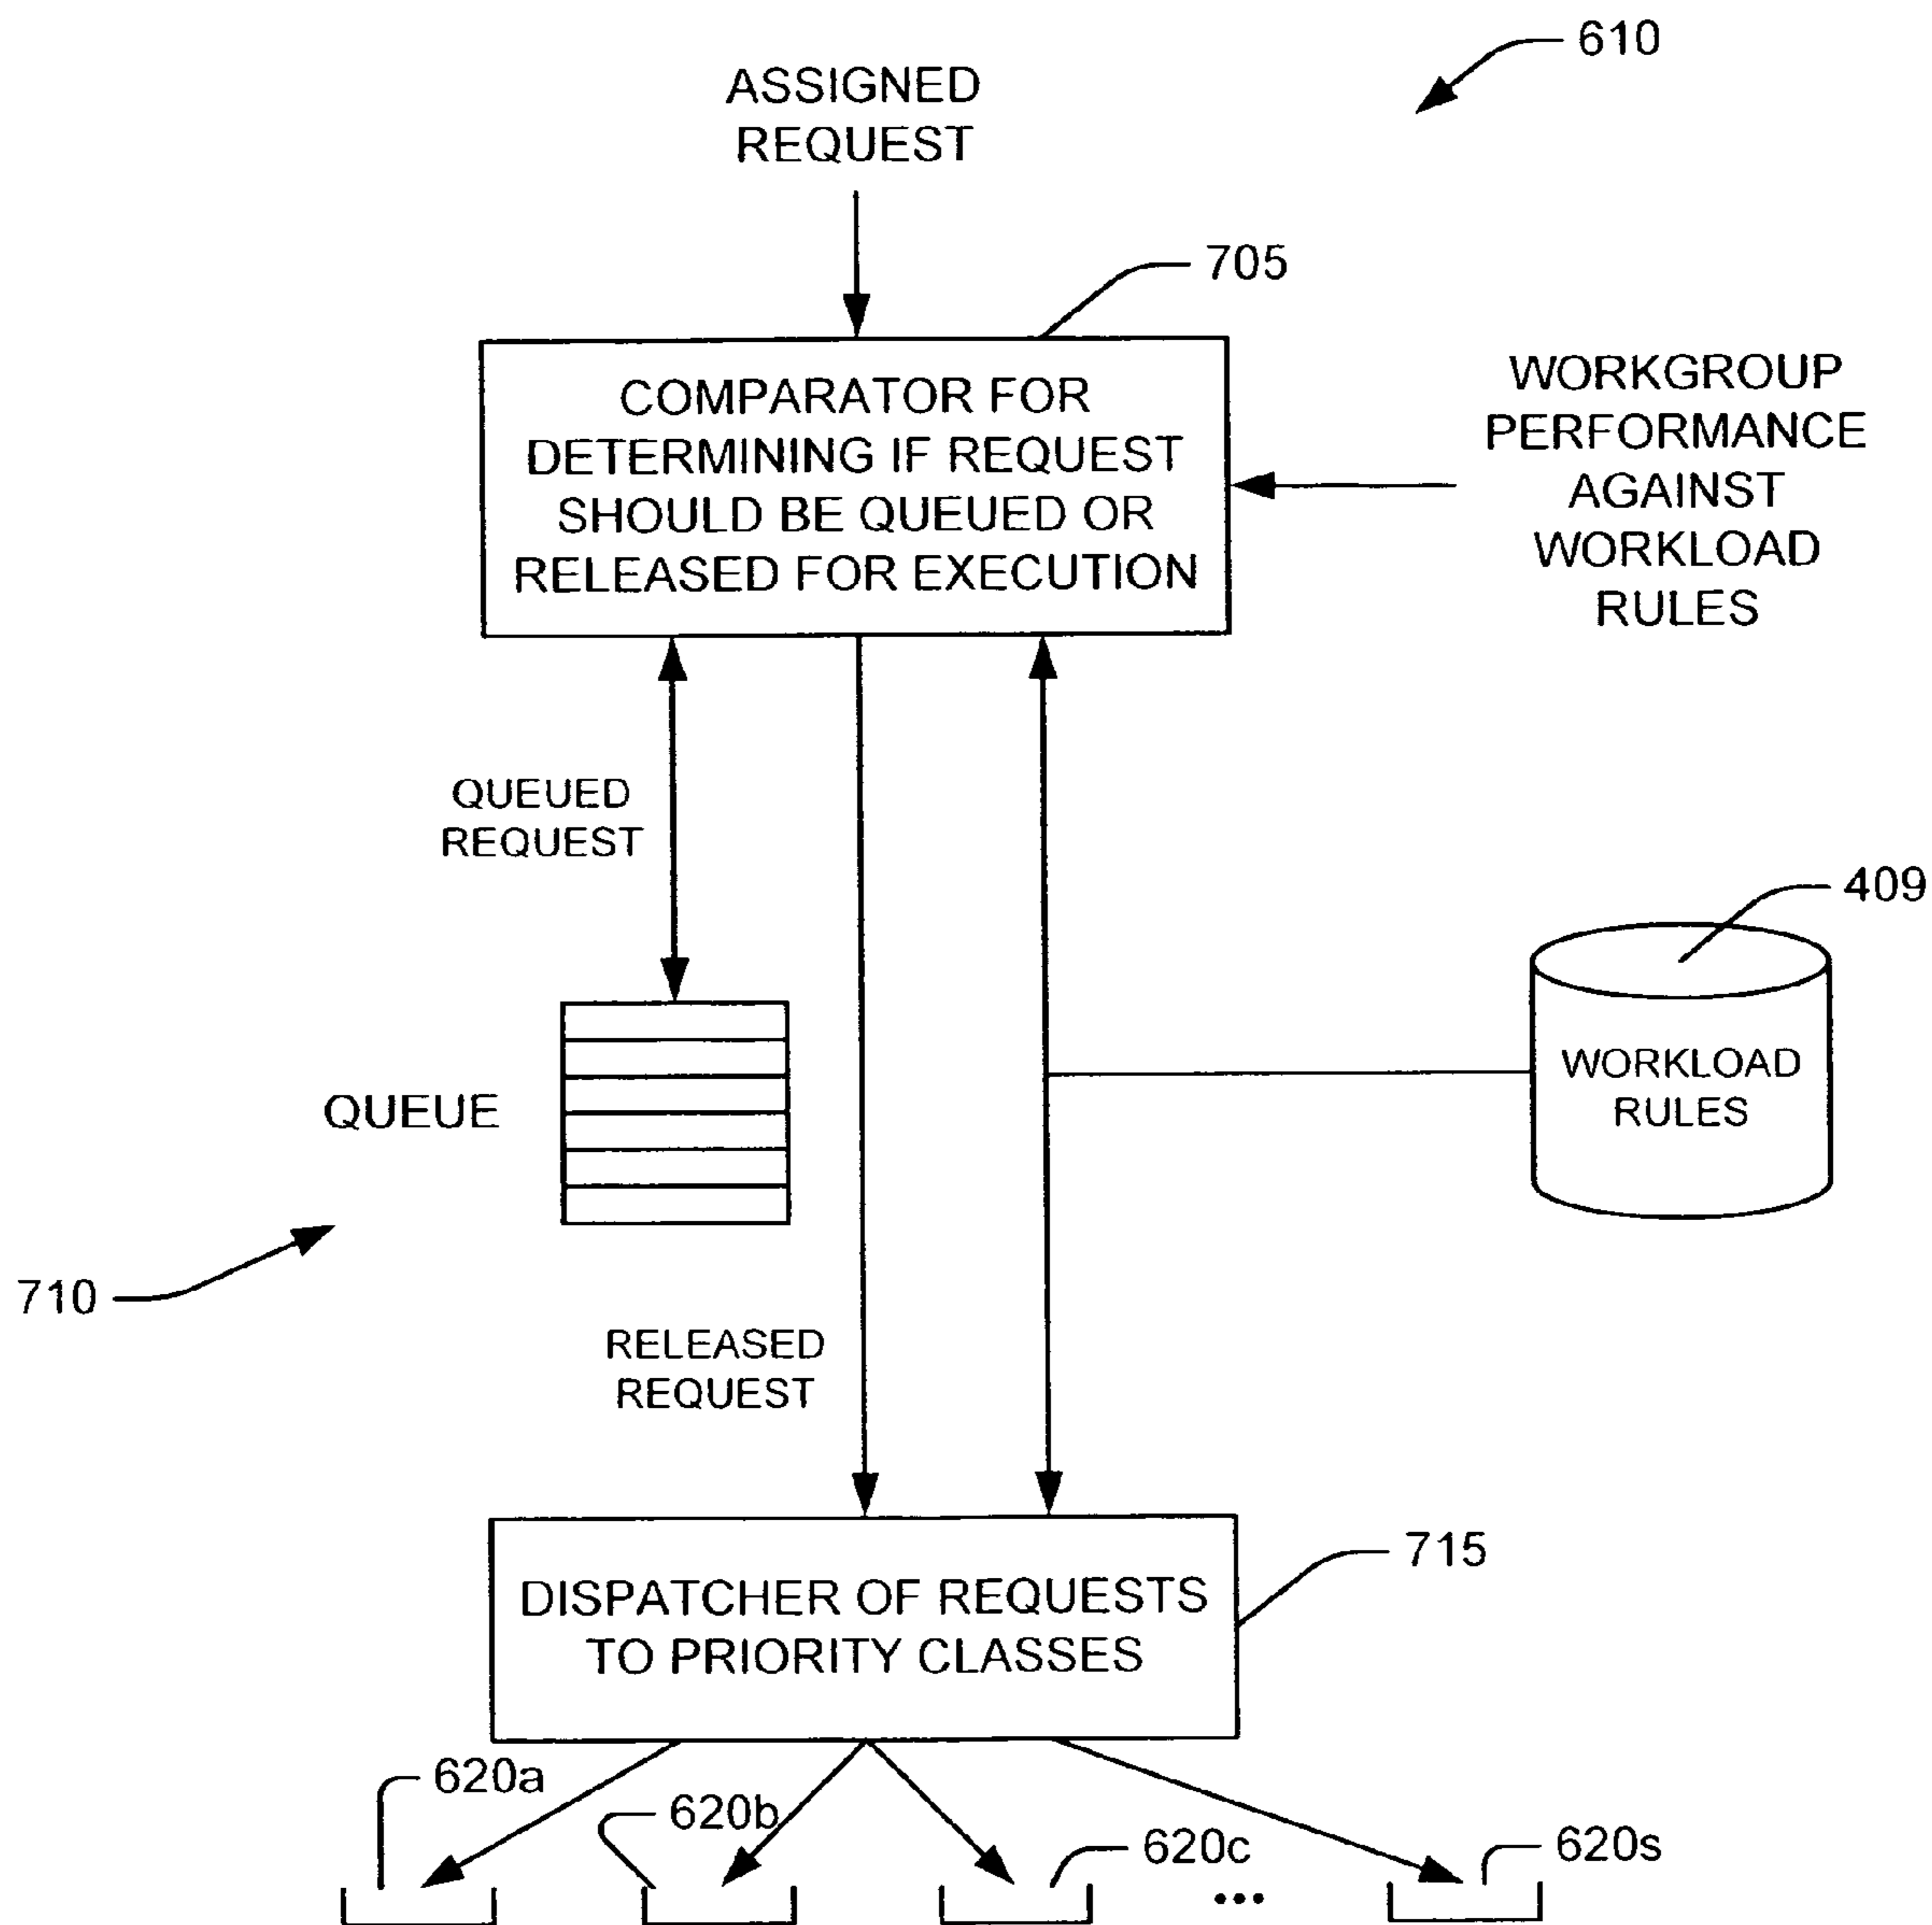 610
ASSIGNED
REQUEST
705
COMPARATOR FOR
DETERMINING IF REQUEST
SHOULD BE QUEUED OR
RELEASED FOR EXECUTION
WORKGROUP
PERFORMANCE
AGAINST
WORKLOAD
RULES
QUEUED
REQUEST
409
WORKLOAD
RULES
QUEUE
710
RELEASED
REQUEST
715
DISPATCHER OF REQUESTS
TO PRIORITY CLASSES
620a
620b
620c
...
620s